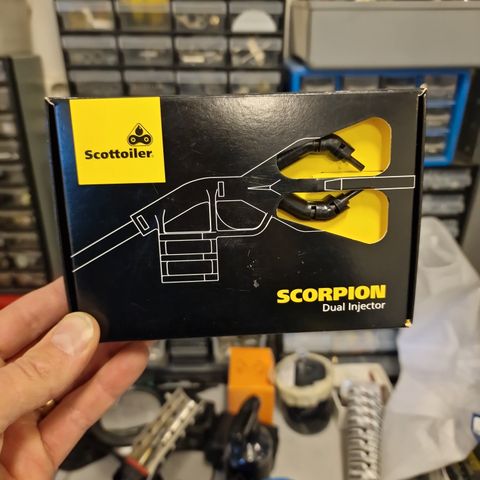 Scottoiler
SCORPION
Dual Injector